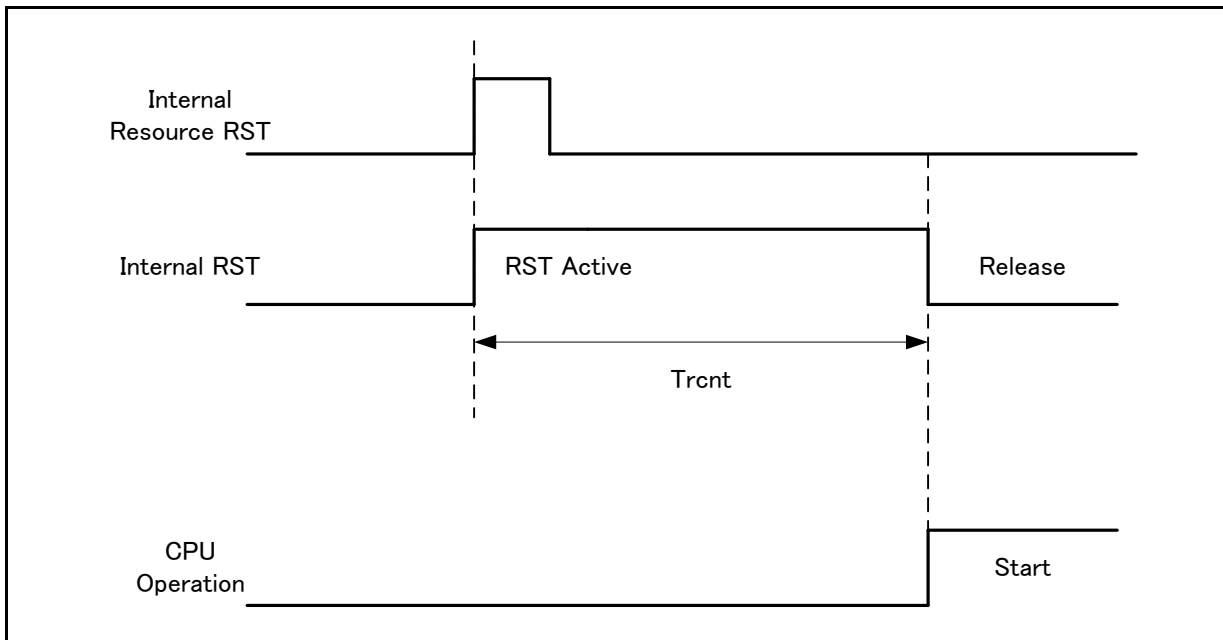 Internal
Resource RST
Internal RST
RST Active
Release
Trcnt
CPU
Operation
Start